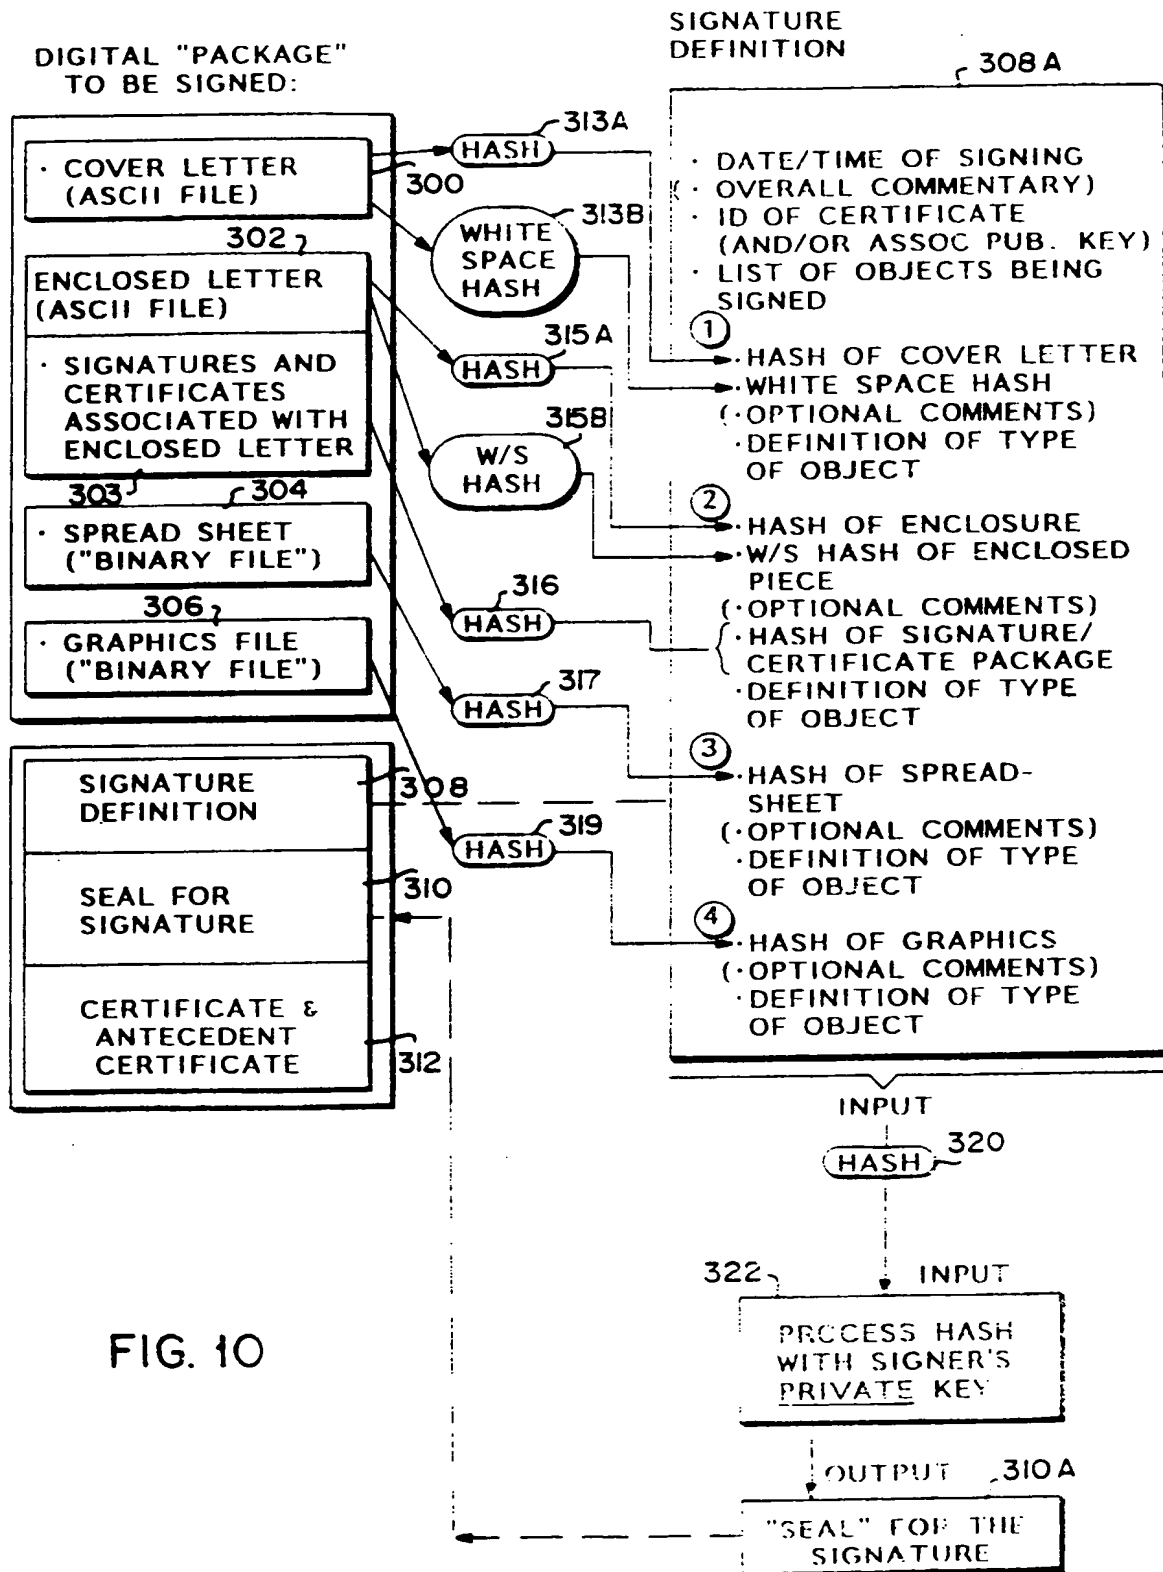 DIGITAL "PACKAGE"
TO BE SIGNED:
· COVER LETTER
(ASCII FILE)
300
302
ENCLOSED LETTER
(ASCII FILE)
· SIGNATURES AND
CERTIFICATES
ASSOCIATED WITH
ENCLOSED LETTER
303
304
· SPREAD SHEET
("BINARY FILE")
306
· GRAPHICS FILE
("BINARY FILE")
SIGNATURE
DEFINITION
308
SEAL FOR
SIGNATURE
310
CERTIFICATE &
ANTECEDENT
CERTIFICATE
312
313A
HASH
313B
WHITE
SPACE
HASH
315A
HASH
315B
W/S
HASH
316
HASH
317
HASH
319
HASH
SIGNATURE
DEFINITION
308A
· DATE/TIME OF SIGNING
(· OVERALL COMMENTARY)
· ID OF CERTIFICATE
(AND/OR ASSOC PUB. KEY)
· LIST OF OBJECTS BEING
SIGNED
1
· HASH OF COVER LETTER
· WHITE SPACE HASH
(· OPTIONAL COMMENTS)
· DEFINITION OF TYPE
OF OBJECT
2
· HASH OF ENCLOSURE
· W/S HASH OF ENCLOSED
PIECE
(· OPTIONAL COMMENTS)
· HASH OF SIGNATURE/
CERTIFICATE PACKAGE
· DEFINITION OF TYPE
OF OBJECT
3
· HASH OF SPREAD-
SHEET
(· OPTIONAL COMMENTS)
· DEFINITION OF TYPE
OF OBJECT
4
· HASH OF GRAPHICS
(· OPTIONAL COMMENTS)
· DEFINITION OF TYPE
OF OBJECT
INPUT
HASH
320
322
INPUT
PROCESS HASH
WITH SIGNER'S
PRIVATE KEY
OUTPUT
310A
"SEAL" FOR THE
SIGNATURE
FIG. 10